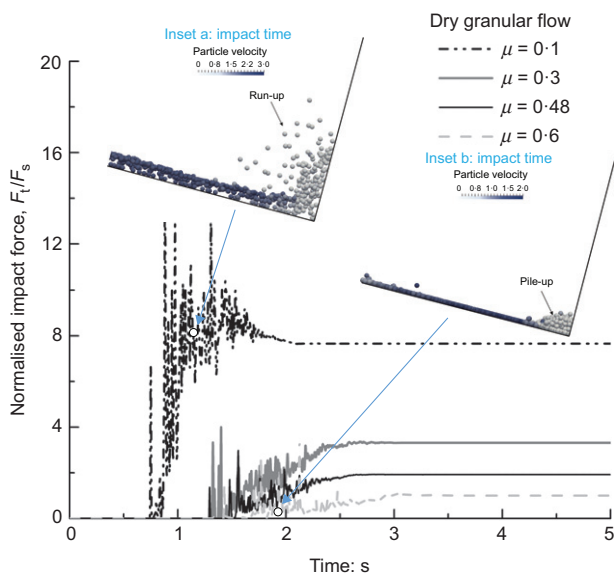 Dry granular flow
μ = 0·1
μ = 0·3
μ = 0·48
μ = 0·6
Inset a: impact time
Particle velocity
0 0·8 1·5 2·3 3·0
Run-up
Inset b: impact time
Particle velocity
0 0·5 1·0 1·5 2·0
Pile-up
Normalised impact force, Ft/Fs
20
16
12
8
4
0
0 1 2 3 4 5
Time: s